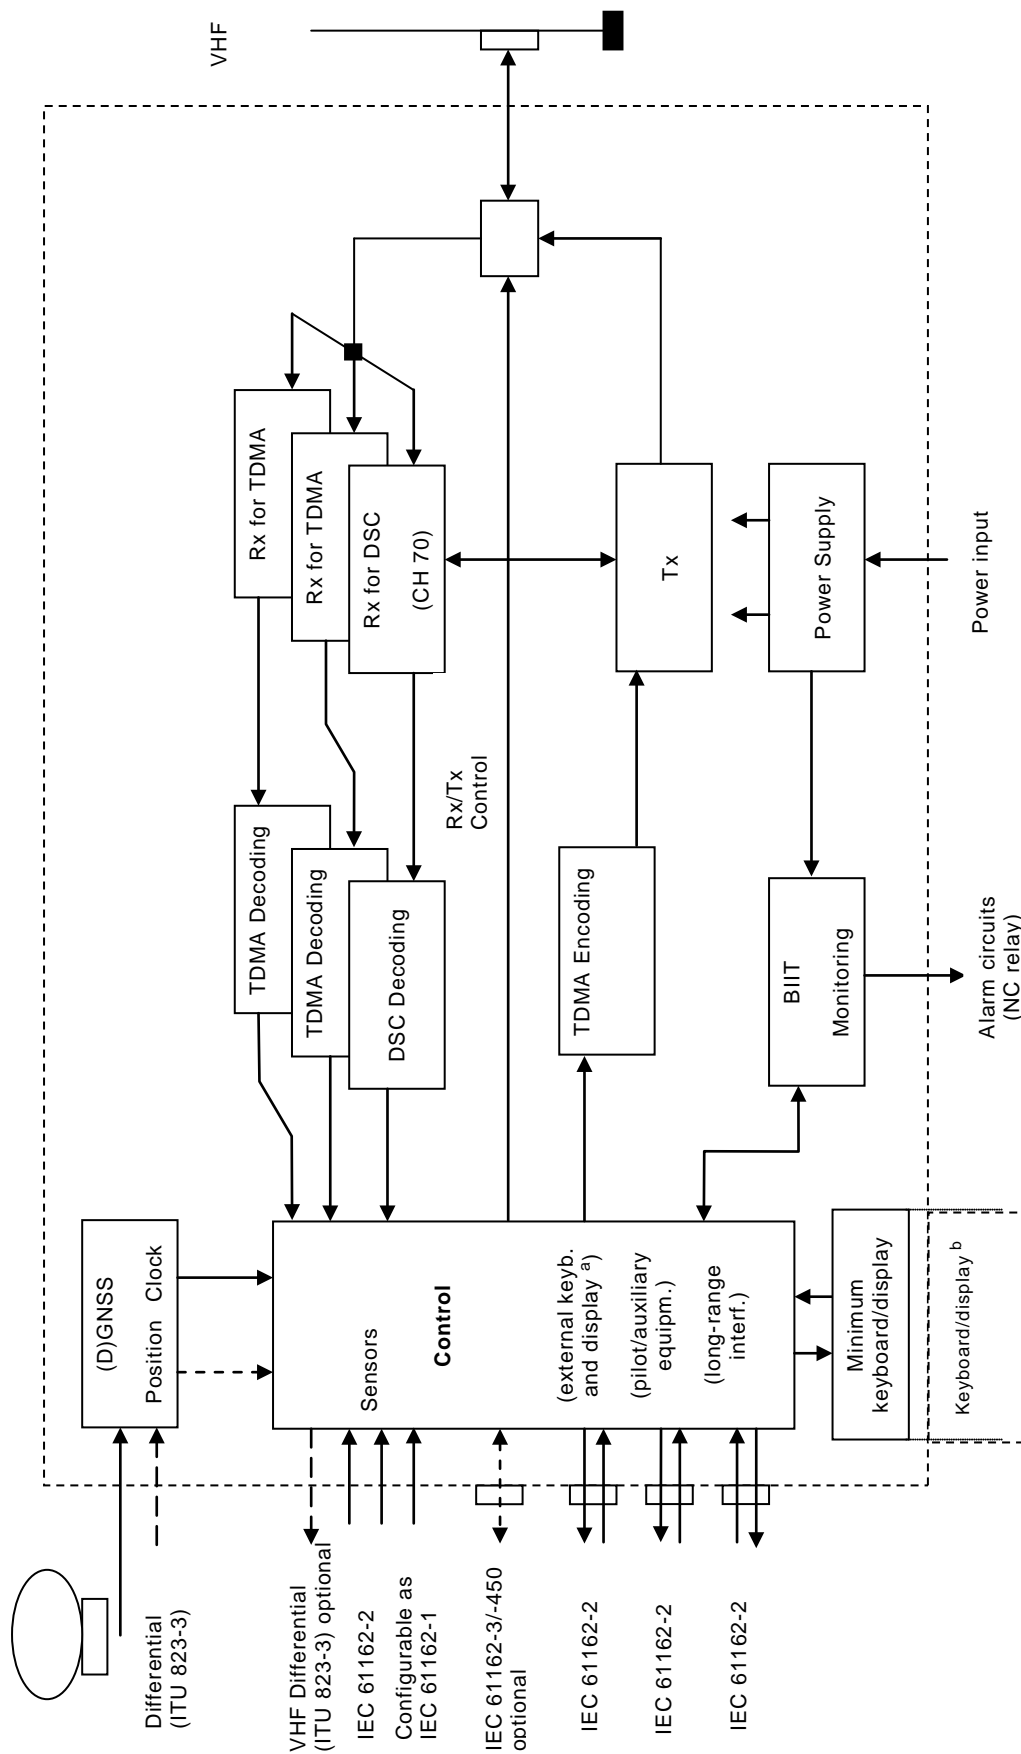 VHF
Rx for TDMA
Rx for TDMA
Rx for DSC
(CH 70)
Tx
Power Supply
Power input
TDMA Decoding
TDMA Decoding
DSC Decoding
Rx/Tx
Control
TDMA Encoding
BIIT
Monitoring
Alarm circuits
(NC relay)
(D)GNSS
Position Clock
Sensors
Control
(external keyb.
and display a)
(pilot/auxiliary
equipm.)
(long-range
interf.)
Minimum
keyboard/display
Keyboard/display b
Differential
(ITU 823-3)
VHF Differential
(ITU 823-3) optional
IEC 61162-2
Configurable as
IEC 61162-1
IEC 61162-3/-450
optional
IEC 61162-2
IEC 61162-2
IEC 61162-2